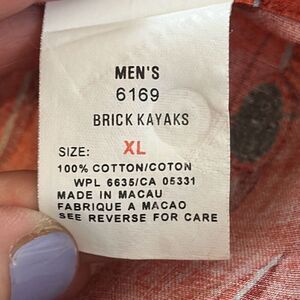 MEN'S
6169
BRICK KAYAKS
SIZE: XL
100% COTTON/COTON
WPL 6635/CA 05331
MADE IN MACAU
FABRIQUE A MACAO
SEE REVERSE FOR CARE